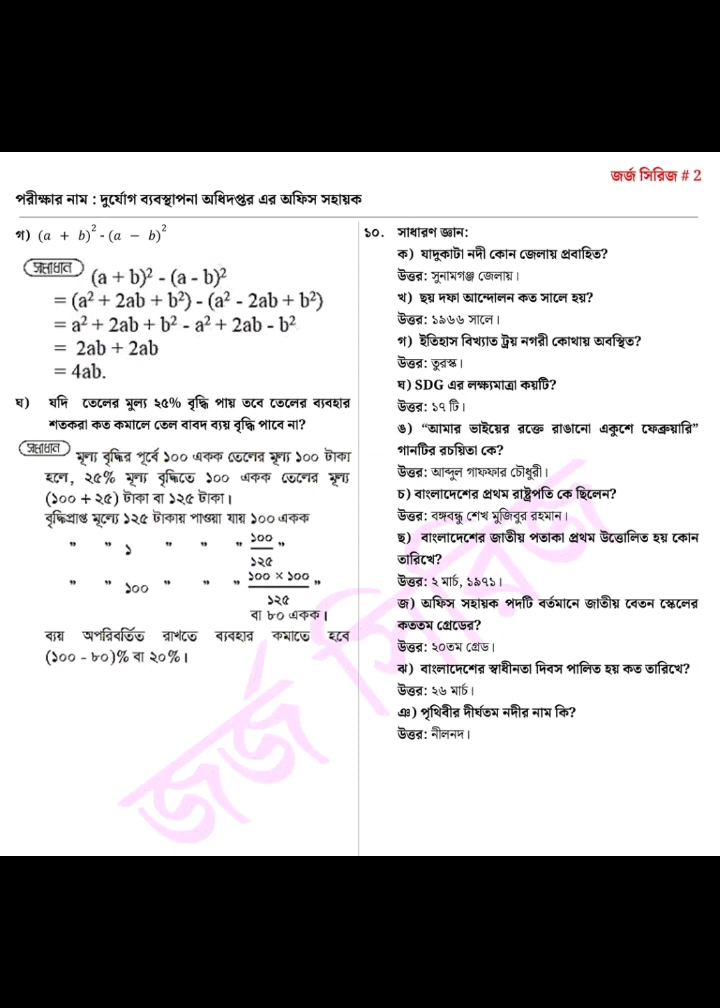 জর্জ সিরিজ # 2
পরীক্ষার নাম : দুর্যোগ ব্যবস্থাপনা অধিদপ্তর এর অফিস সহায়ক
গ) (a + b)² - (a − b)²
সমাধান
(a + b)² - (a - b)²
= (a² + 2ab + b²) - (a² - 2ab + b²)
= a² + 2ab + b² - a² + 2ab - b²
= 2ab + 2ab
= 4ab.
ঘ) যদি তেলের মুল্য ২৫% বৃদ্ধি পায় তবে তেলের ব্যবহার
শতকরা কত কমালে তেল বাবদ ব্যয় বৃদ্ধি পাবে না?
সমাধান
মূল্য বৃদ্ধির পূর্বে ১০০ একক তেলের মূল্য ১০০ টাকা
হলে, ২৫% মূল্য বৃদ্ধিতে ১০০ একক তেলের মূল্য
(১০০ + ২৫) টাকা বা ১২৫ টাকা।
বৃদ্ধিপ্রাপ্ত মূল্যে ১২৫ টাকায় পাওয়া যায় ১০০ একক
” ” ১ ” ” ” ১০০ ”
১২৫
” ” ১০০ ” ” ” ১০০ × ১০০ ”
১২৫
বা ৮০ একক।
ব্যয় অপরিবর্তিত রাখতে ব্যবহার কমাতে হবে
(১০০ - ৮০)% বা ২০%।
১০. সাধারণ জ্ঞান:
ক) যাদুকাটা নদী কোন জেলায় প্রবাহিত?
উত্তর: সুনামগঞ্জ জেলায়।
খ) ছয় দফা আন্দোলন কত সালে হয়?
উত্তর: ১৯৬৬ সালে।
গ) ইতিহাস বিখ্যাত ট্রয় নগরী কোথায় অবস্থিত?
উত্তর: তুরস্ক।
ঘ) SDG এর লক্ষ্যমাত্রা কয়টি?
উত্তর: ১৭ টি।
ঙ) “আমার ভাইয়ের রক্তে রাঙানো একুশে ফেব্রুয়ারি”
গানটির রচয়িতা কে?
উত্তর: আব্দুল গাফফার চৌধুরী।
চ) বাংলাদেশের প্রথম রাষ্ট্রপতি কে ছিলেন?
উত্তর: বঙ্গবন্ধু শেখ মুজিবুর রহমান।
ছ) বাংলাদেশের জাতীয় পতাকা প্রথম উত্তোলিত হয় কোন
তারিখে?
উত্তর: ২ মার্চ, ১৯৭১।
জ) অফিস সহায়ক পদটি বর্তমানে জাতীয় বেতন স্কেলের
কততম গ্রেডের?
উত্তর: ২০তম গ্রেড।
ঝ) বাংলাদেশের স্বাধীনতা দিবস পালিত হয় কত তারিখে?
উত্তর: ২৬ মার্চ।
ঞ) পৃথিবীর দীর্ঘতম নদীর নাম কি?
উত্তর: নীলনদ।
জর্জ সিরিজ